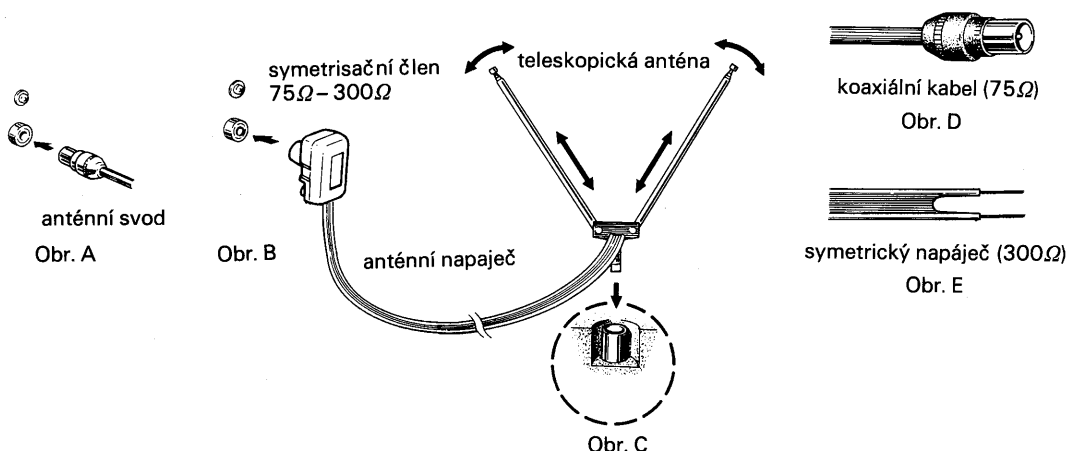 anténní svod
Obr. A
symetrisační člen
75Ω–300Ω
Obr. B
anténní napaječ
teleskopická anténa
Obr. C
koaxiální kabel (75Ω)
Obr. D
symetrický napáječ (300Ω)
Obr. E